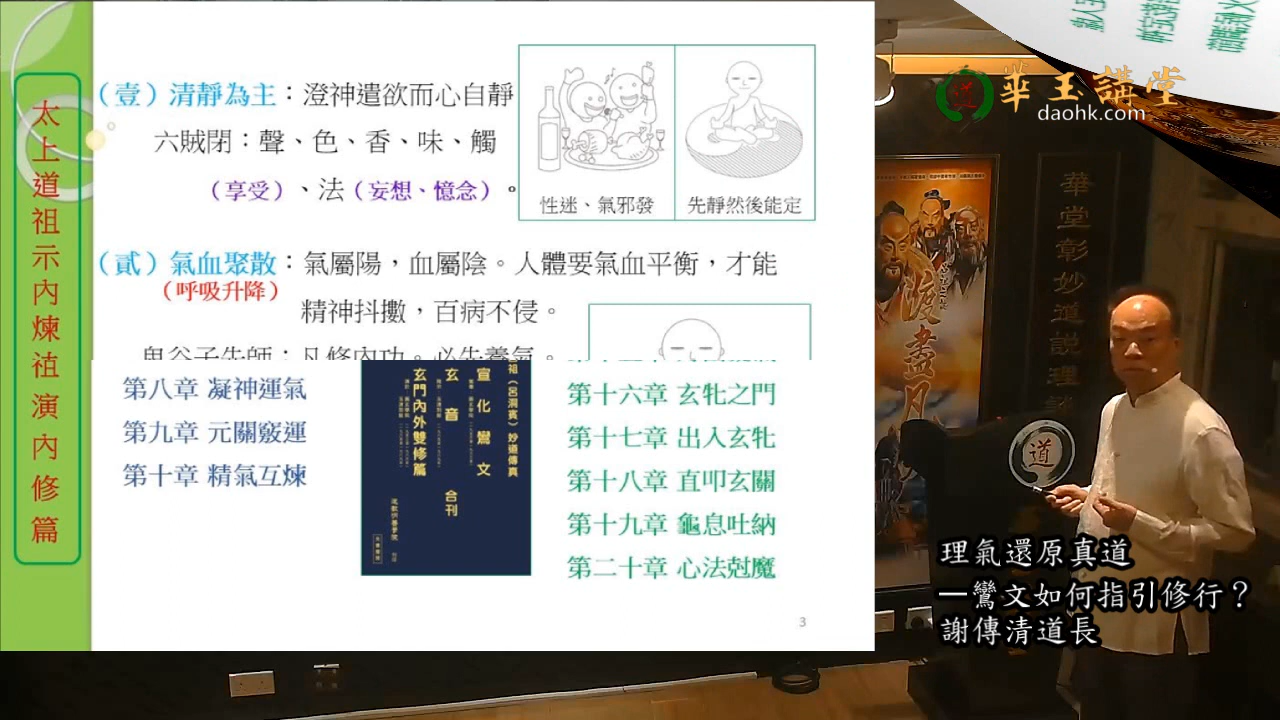 太上道祖示內煉祖演內修篇
（壹）清靜為主：澄神遣欲而心自靜
六賊閉：聲、色、香、味、觸
（享受）、法（妄想、憶念）。
性迷、氣邪發
先靜然後能定
（貳）氣血聚散：氣屬陽，血屬陰。人體要氣血平衡，才能
（呼吸升降）
精神抖擻，百病不侵。
第八章 凝神運氣
第九章 元關竅運
第十章 精氣互煉
宣化鸞文
玄音
合刊
玄門內外雙修篇
第十六章 玄牝之門
第十七章 出入玄牝
第十八章 直叩玄關
第十九章 龜息吐納
第二十章 心法尅魔
3
道
華玉講堂
daohk.com
渡盡凡
華堂彰妙道說理
道
理氣還原真道
—鸞文如何指引修行？
謝傳清道長